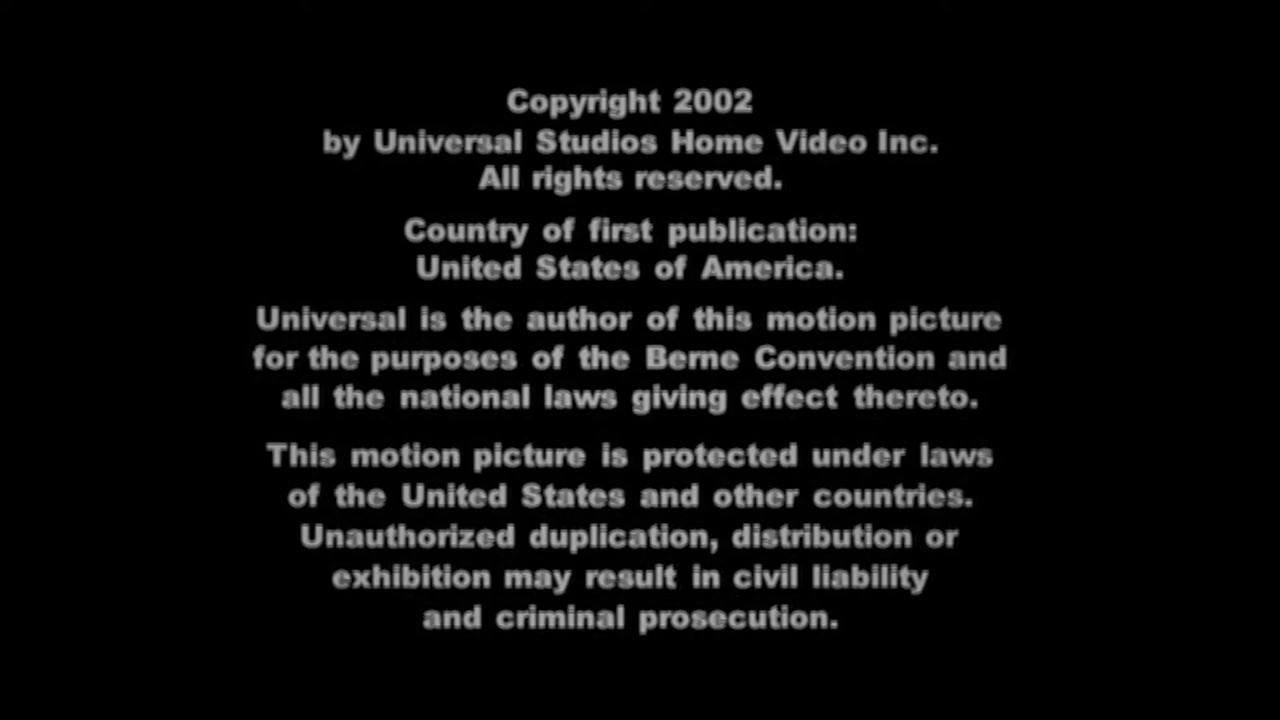 Copyright 2002
by Universal Studios Home Video Inc.
All rights reserved.
Country of first publication:
United States of America.
Universal is the author of this motion picture
for the purposes of the Berne Convention and
all the national laws giving effect thereto.
This motion picture is protected under laws
of the United States and other countries.
Unauthorized duplication, distribution or
exhibition may result in civil liability
and criminal prosecution.